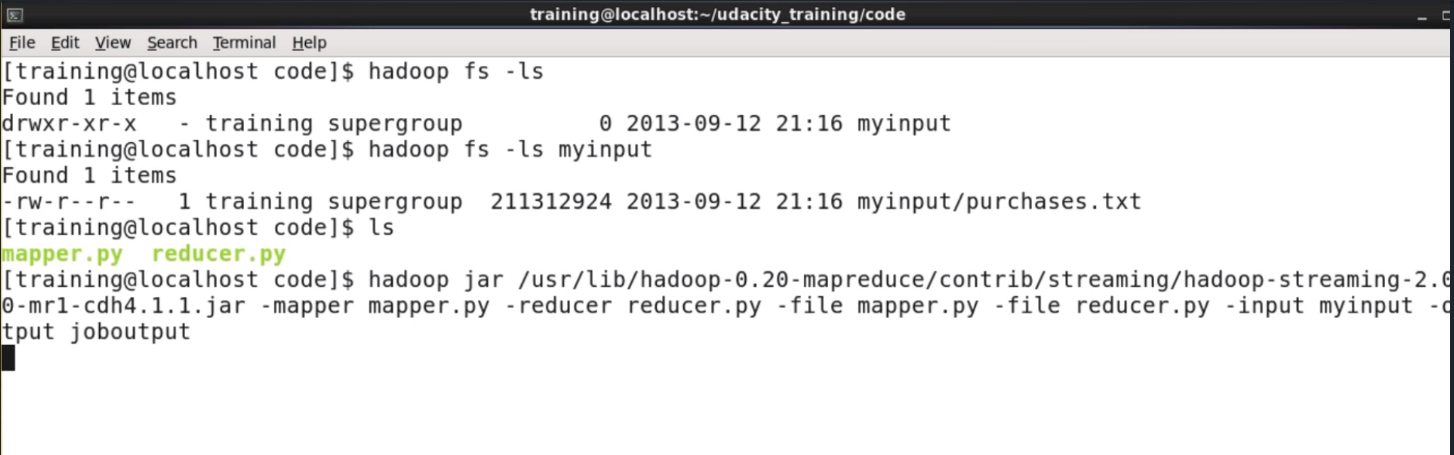 training@localhost:~/udacity_training/code
File Edit View Search Terminal Help
[training@localhost code]$ hadoop fs -ls
Found 1 items
drwxr-xr-x   - training supergroup          0 2013-09-12 21:16 myinput
[training@localhost code]$ hadoop fs -ls myinput
Found 1 items
-rw-r--r--   1 training supergroup  211312924 2013-09-12 21:16 myinput/purchases.txt
[training@localhost code]$ ls
mapper.py  reducer.py
[training@localhost code]$ hadoop jar /usr/lib/hadoop-0.20-mapreduce/contrib/streaming/hadoop-streaming-2.0
0-mr1-cdh4.1.1.jar -mapper mapper.py -reducer reducer.py -file mapper.py -file reducer.py -input myinput
tput joboutput